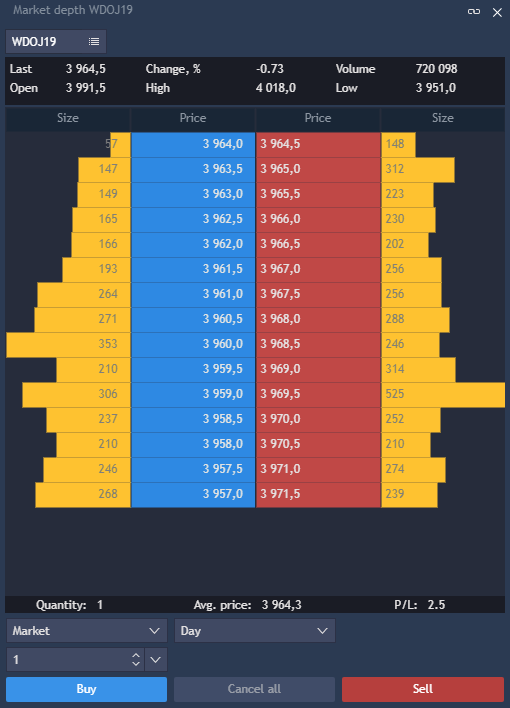 Market depth WDOJ19
WDOJ19
Last 3 964,5 Change, % -0.73 Volume 720 098
Open 3 991,5 High 4 018,0 Low 3 951,0
Size Price Price Size
57 3 964,0 3 964,5 148
147 3 963,5 3 965,0 312
149 3 963,0 3 965,5 223
165 3 962,5 3 966,0 230
166 3 962,0 3 966,5 202
193 3 961,5 3 967,0 256
264 3 961,0 3 967,5 256
271 3 960,5 3 968,0 288
353 3 960,0 3 968,5 246
210 3 959,5 3 969,0 314
306 3 959,0 3 969,5 525
237 3 958,5 3 970,0 252
210 3 958,0 3 970,5 210
246 3 957,5 3 971,0 274
268 3 957,0 3 971,5 239
Quantity: 1 Avg. price: 3 964,3 P/L: 2.5
Market Day
1
Buy Cancel all Sell